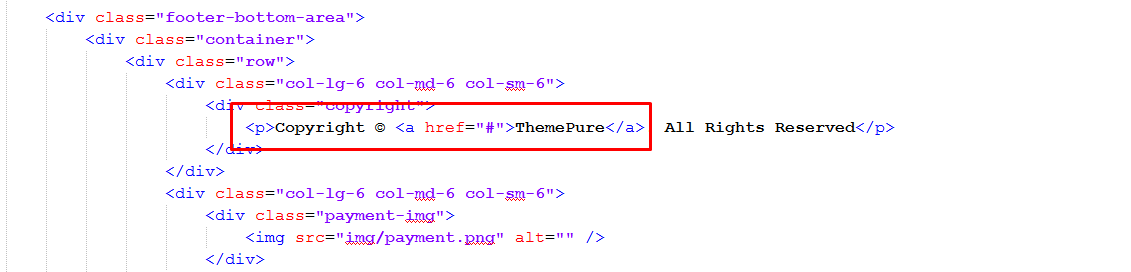 <div class="footer-bottom-area">
<div class="container">
<div class="row">
<div class="col-lg-6 col-md-6 col-sm-6">
<div class="copyright">
<p>Copyright © <a href="#">ThemePure</a>  All Rights Reserved</p>
</div>
</div>
<div class="col-lg-6 col-md-6 col-sm-6">
<div class="payment-img">
<img src="img/payment.png" alt="" />
</div>